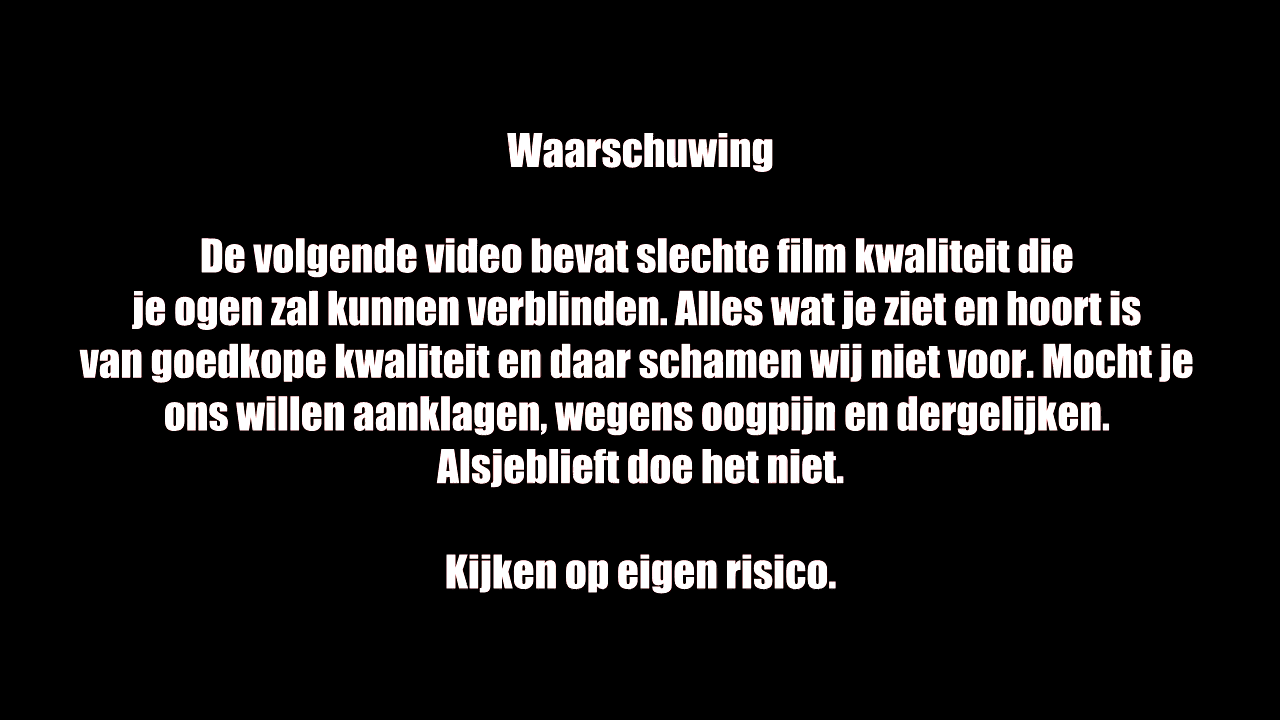 Waarschuwing
De volgende video bevat slechte film kwaliteit die
je ogen zal kunnen verblinden. Alles wat je ziet en hoort is
van goedkope kwaliteit en daar schamen wij niet voor. Mocht je
ons willen aanklagen, wegens oogpijn en dergelijken.
Alsjeblieft doe het niet.
Kijken op eigen risico.